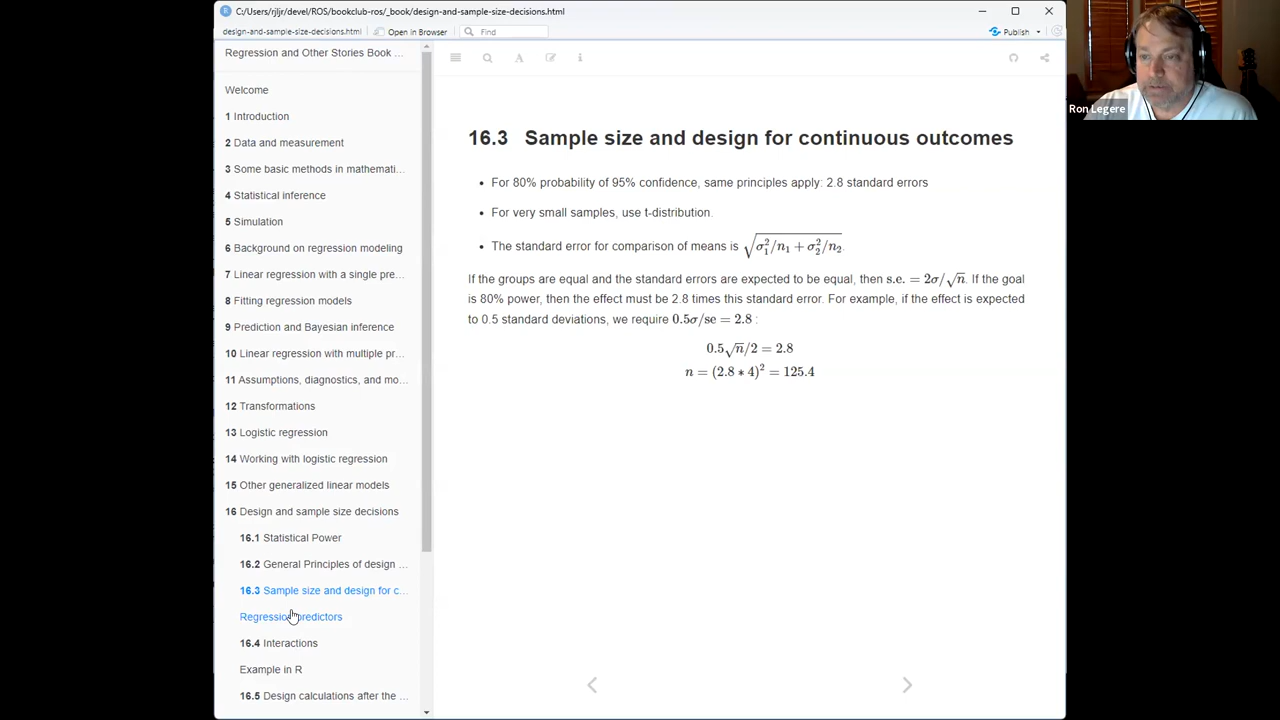 C:/Users/rjljr/devel/ROS/bookclub-ros/_book/design-and-sample-size-decisions.html
design-and-sample-size-decisions.html
Open in Browser
Find
Publish
Regression and Other Stories Book ...
Welcome
1 Introduction
2 Data and measurement
3 Some basic methods in mathemati...
4 Statistical inference
5 Simulation
6 Background on regression modeling
7 Linear regression with a single pre...
8 Fitting regression models
9 Prediction and Bayesian inference
10 Linear regression with multiple pr...
11 Assumptions, diagnostics, and mo...
12 Transformations
13 Logistic regression
14 Working with logistic regression
15 Other generalized linear models
16 Design and sample size decisions
16.1 Statistical Power
16.2 General Principles of design ...
16.3 Sample size and design for c...
Regression predictors
16.4 Interactions
Example in R
16.5 Design calculations after the ...
16.3 Sample size and design for continuous outcomes
• For 80% probability of 95% confidence, same principles apply: 2.8 standard errors
• For very small samples, use t-distribution.
• The standard error for comparison of means is √σ₁²/n₁ + σ₂²/n₂.
If the groups are equal and the standard errors are expected to be equal, then s.e. = 2σ/√n. If the goal
is 80% power, then the effect must be 2.8 times this standard error. For example, if the effect is expected
to 0.5 standard deviations, we require 0.5σ/se = 2.8 :
0.5√n/2 = 2.8
n = (2.8 ∗ 4)² = 125.4
Ron Legere